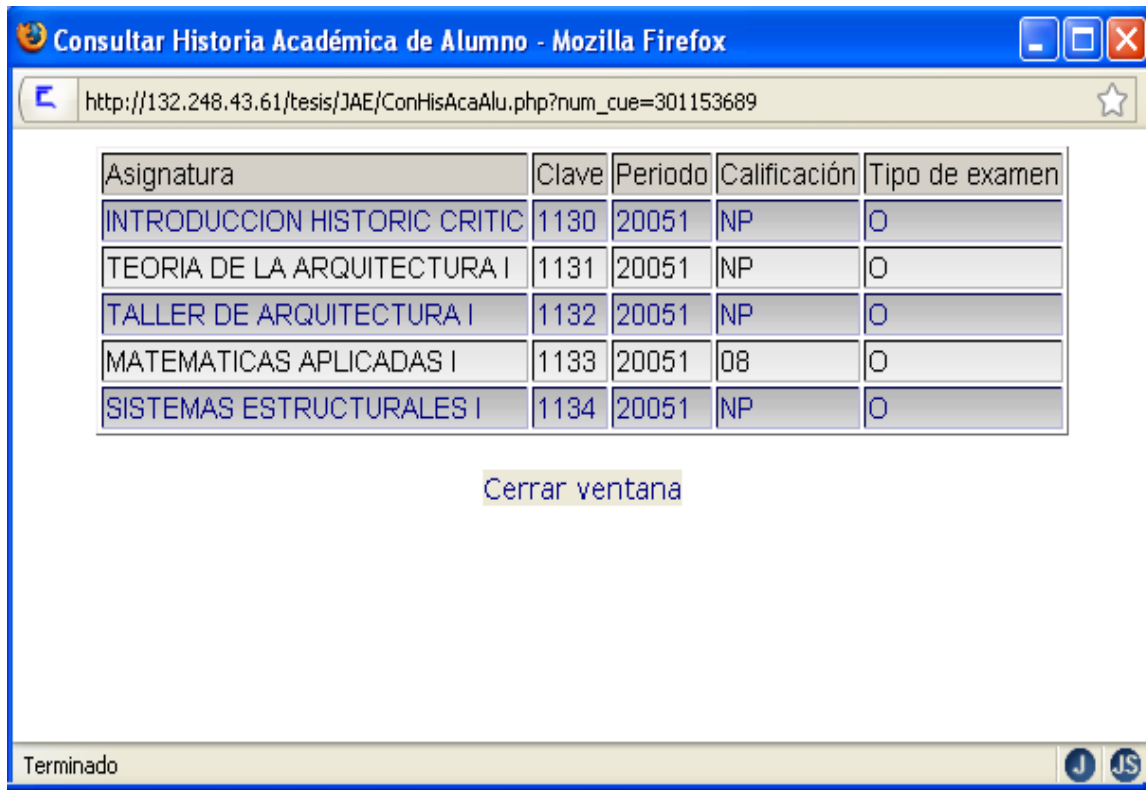 Consultar Historia Académica de Alumno - Mozilla Firefox
http://132.248.43.61/tesis/JAE/ConHisAcaAlu.php?num_cue=301153689
Asignatura Clave Periodo Calificación Tipo de examen
INTRODUCCION HISTORIC CRITIC 1130 20051 NP O
TEORIA DE LA ARQUITECTURA I 1131 20051 NP O
TALLER DE ARQUITECTURA I 1132 20051 NP O
MATEMATICAS APLICADAS I 1133 20051 08 O
SISTEMAS ESTRUCTURALES I 1134 20051 NP O
Cerrar ventana
Terminado J JS